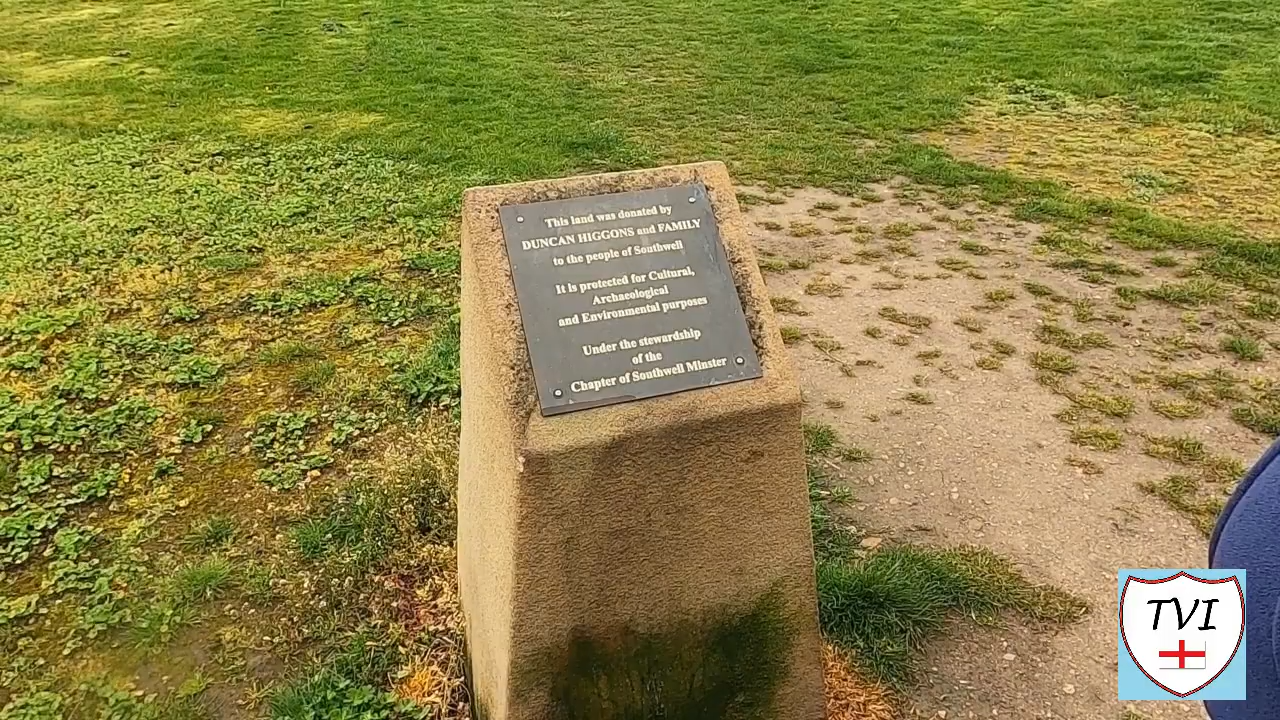 This land was donated by
DUNCAN HIGGONS and FAMILY
to the people of Southwell
It is protected for Cultural,
Archaeological
and Environmental purposes
Under the stewardship
of the
Chapter of Southwell Minster
TVI